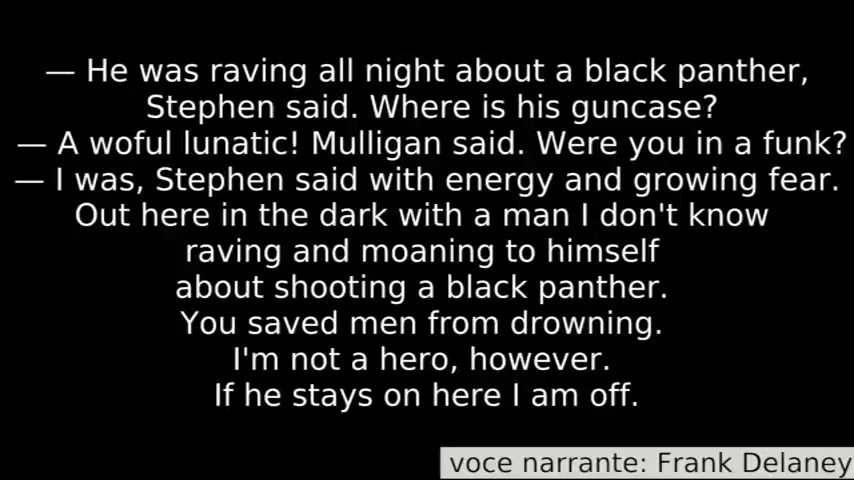 — He was raving all night about a black panther,
Stephen said. Where is his guncase?
— A woful lunatic! Mulligan said. Were you in a funk?
— I was, Stephen said with energy and growing fear.
Out here in the dark with a man I don't know
raving and moaning to himself
about shooting a black panther.
You saved men from drowning.
I'm not a hero, however.
If he stays on here I am off.
voce narrante: Frank Delaney